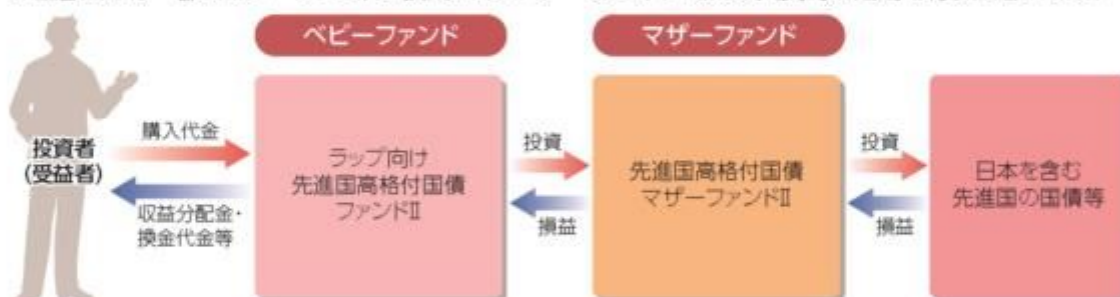 ベビーファンド
マザーファンド
投資者
(受益者)
購入代金
収益分配金・
換金代金等
ラップ向け
先進国高格付国債
ファンドⅡ
投資
損益
先進国高格付国債
マザーファンドⅡ
投資
損益
日本を含む
先進国の国債等